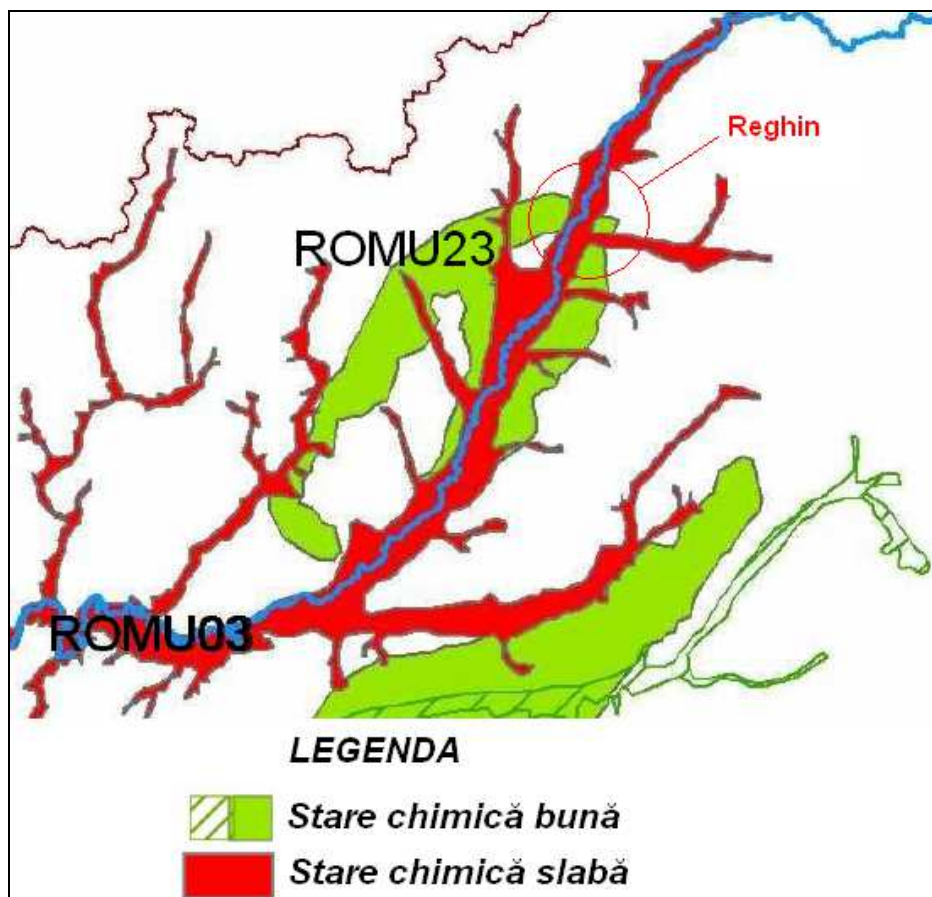 Reghin
ROMU23
ROMU03
LEGENDA
Stare chimică bună
Stare chimică slabă